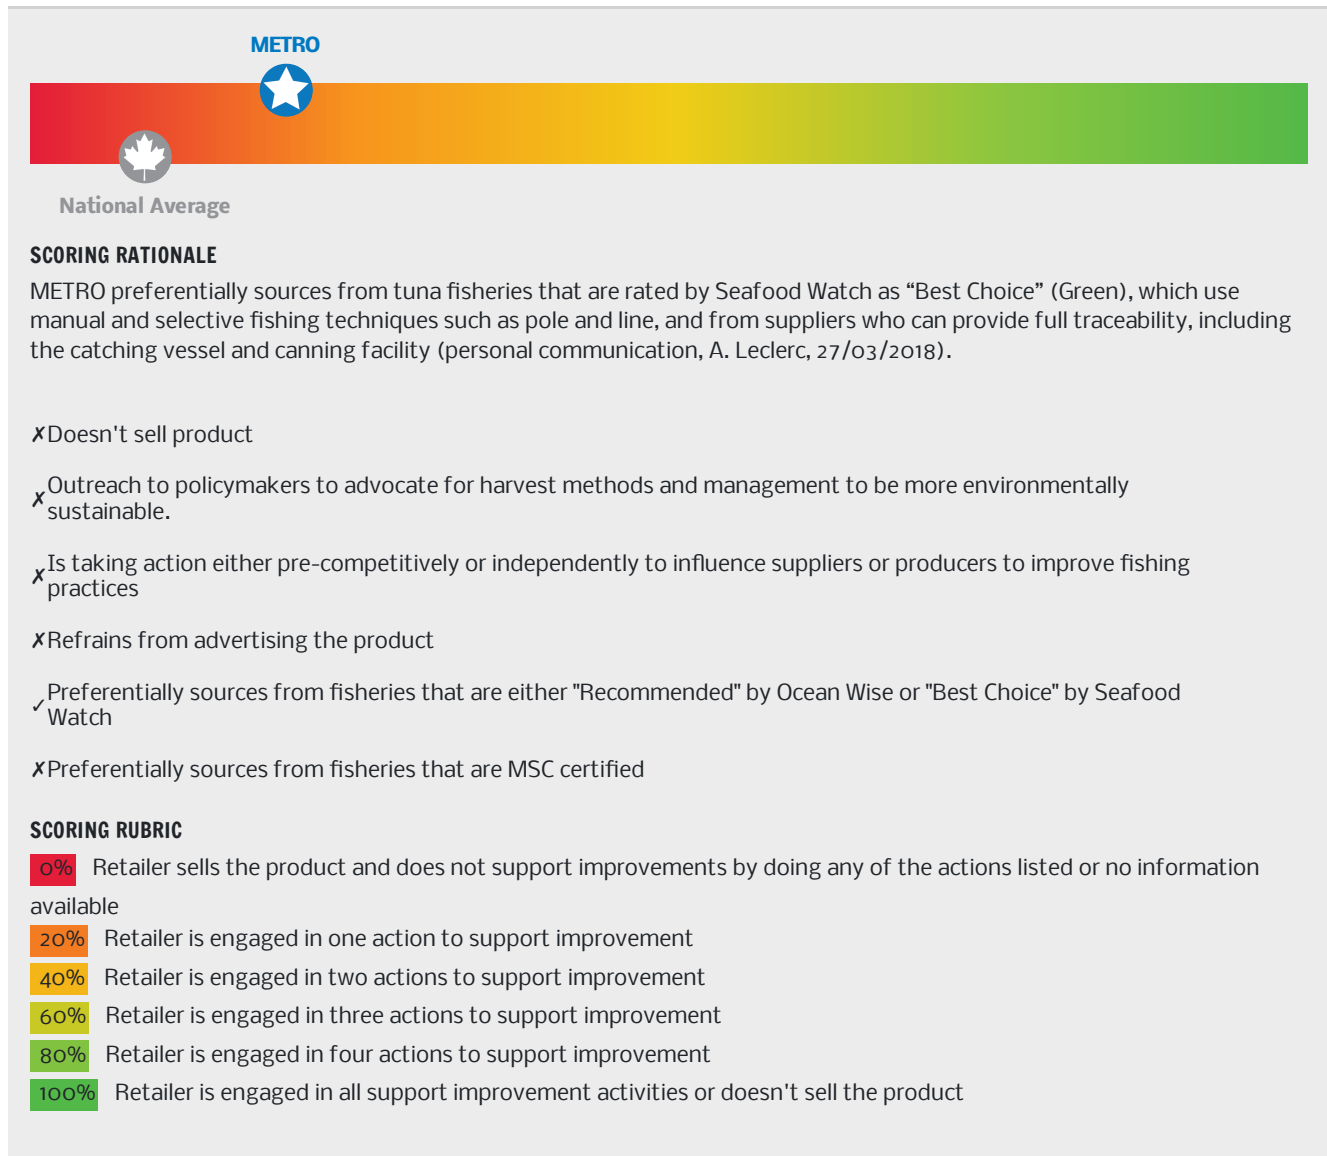 METRO
National Average
SCORING RATIONALE
METRO preferentially sources from tuna fisheries that are rated by Seafood Watch as “Best Choice” (Green), which use
manual and selective fishing techniques such as pole and line, and from suppliers who can provide full traceability, including
the catching vessel and canning facility (personal communication, A. Leclerc, 27/03/2018).
✗Doesn't sell product
✗Outreach to policymakers to advocate for harvest methods and management to be more environmentally
sustainable.
✗Is taking action either pre-competitively or independently to influence suppliers or producers to improve fishing
practices
✗Refrains from advertising the product
✓Preferentially sources from fisheries that are either "Recommended" by Ocean Wise or "Best Choice" by Seafood
Watch
✗Preferentially sources from fisheries that are MSC certified
SCORING RUBRIC
0% Retailer sells the product and does not support improvements by doing any of the actions listed or no information
available
20% Retailer is engaged in one action to support improvement
40% Retailer is engaged in two actions to support improvement
60% Retailer is engaged in three actions to support improvement
80% Retailer is engaged in four actions to support improvement
100% Retailer is engaged in all support improvement activities or doesn't sell the product